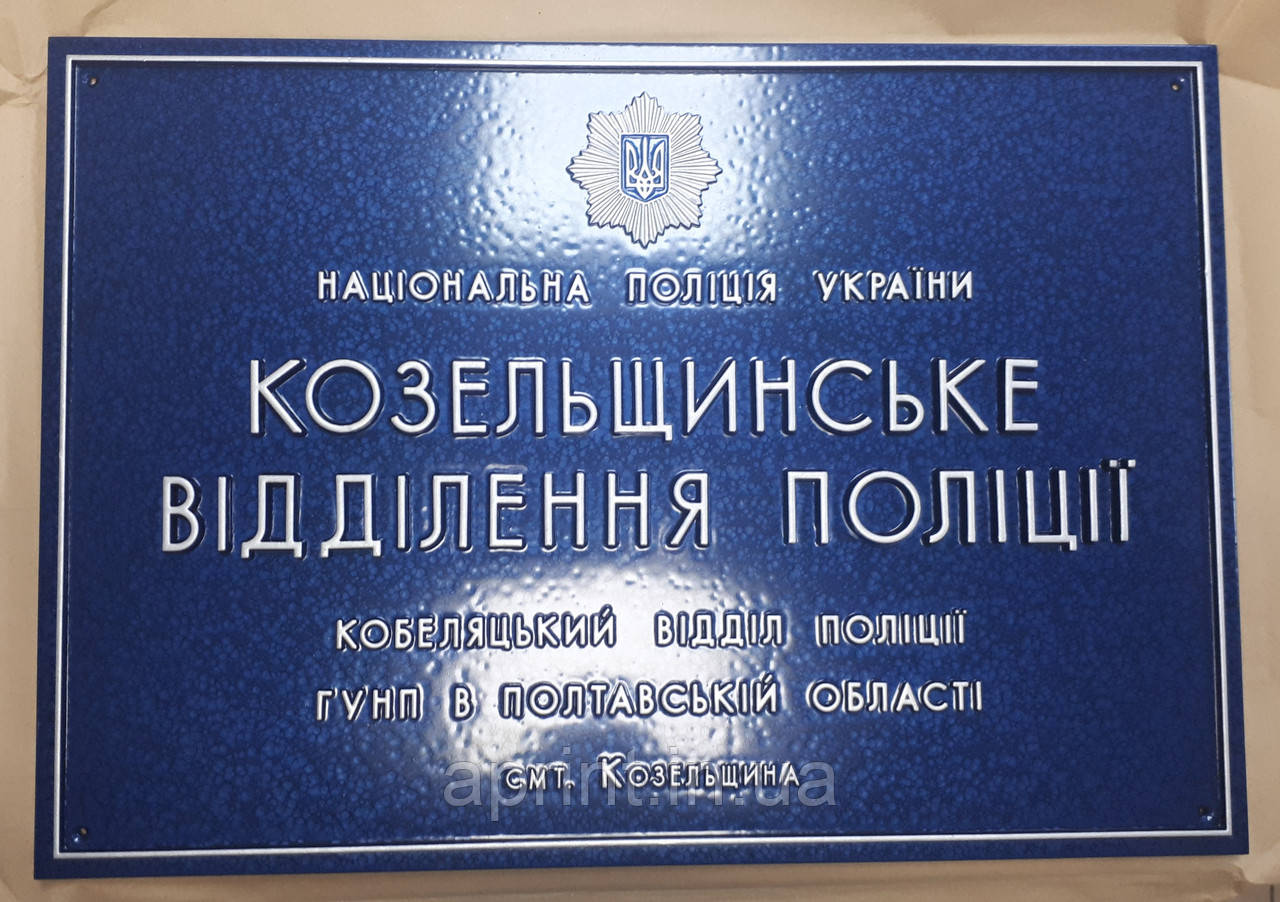 НАЦІОНАЛЬНА ПОЛІЦІЯ УКРАЇНИ
КОЗЕЛЬЩИНСЬКЕ
ВІДДІЛЕННЯ ПОЛІЦІЇ
КОБЕЛЯЦЬКИЙ ВІДДІЛ ПОЛІЦІЇ
ГУНП В ПОЛТАВСЬКІЙ ОБЛАСТІ
смт. Козельщина
aprint.in.ua